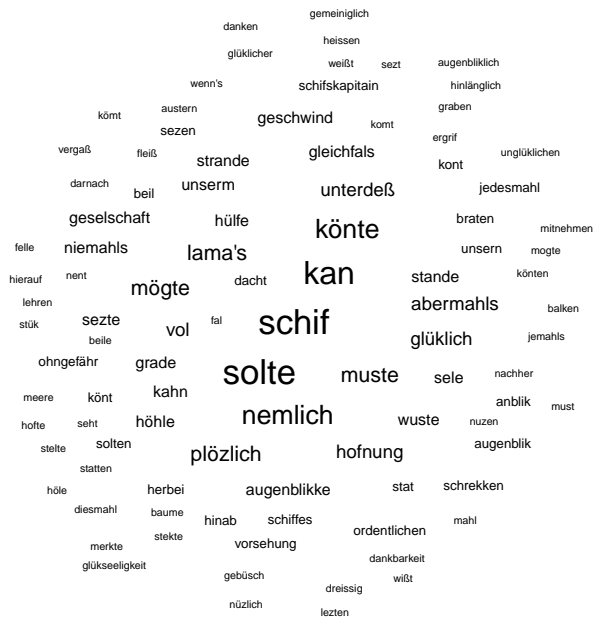 gemeiniglich
danken
heissen
glüklicher
weißt sezt augenbliklich
wenn's schifskapitain hinlänglich
austern graben
kömt geschwind komt
sezen ergrif
vergaß fleiß strande gleichfals kont unglüklichen
darnach beil unserm unterdeß jedesmahl
geselschaft hülfe könte braten mitnehmen
felle niemahls lama's unsern mogte
hierauf nent mögte dacht kan stande könten
lehren abermahls balken
stük sezte vol fal schif glüklich jemahls
beile
ohngefähr grade solte muste sele nachher
meere könt kahn anblik must
hofte seht höhle nemlich wuste nuzen
stelte solten plözlich hofnung augenblik
statten
höle herbei augenblikke stat schrekken
diesmahl baume hinab schiffes mahl
stekte ordentlichen
merkte vorsehung
glükseeligkeit dankbarkeit
gebüsch wißt
dreissig
nüzlich lezten